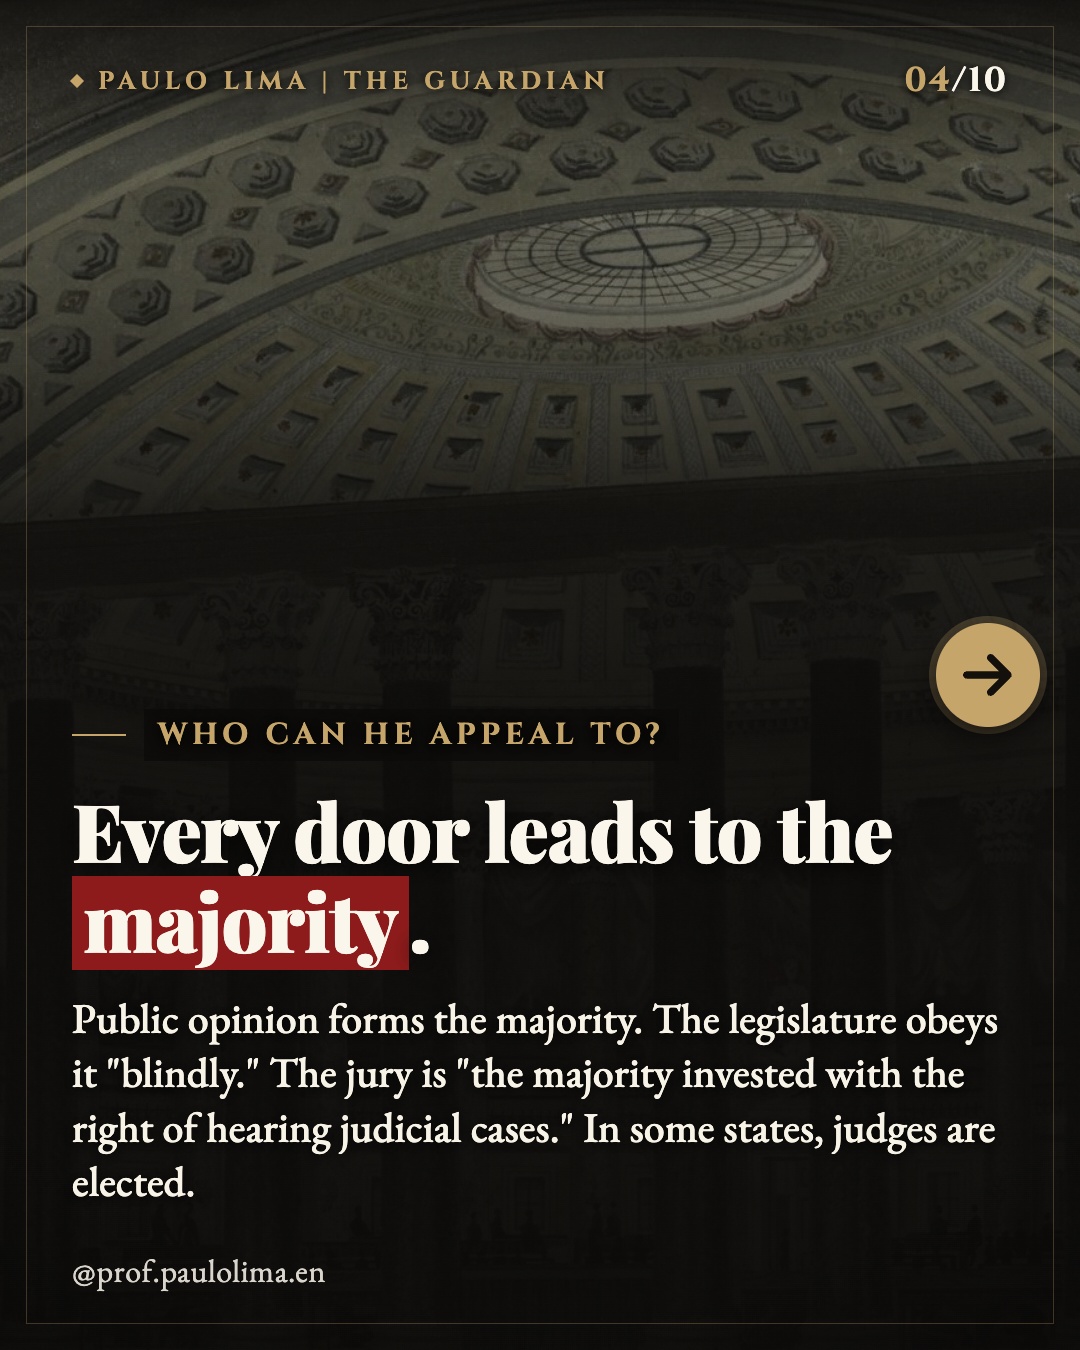 ◆ PAULO LIMA | THE GUARDIAN
04/10
WHO CAN HE APPEAL TO?
Every door leads to the
majority.
Public opinion forms the majority. The legislature obeys
it "blindly." The jury is "the majority invested with the
right of hearing judicial cases." In some states, judges are
elected.
@prof.paulolima.en